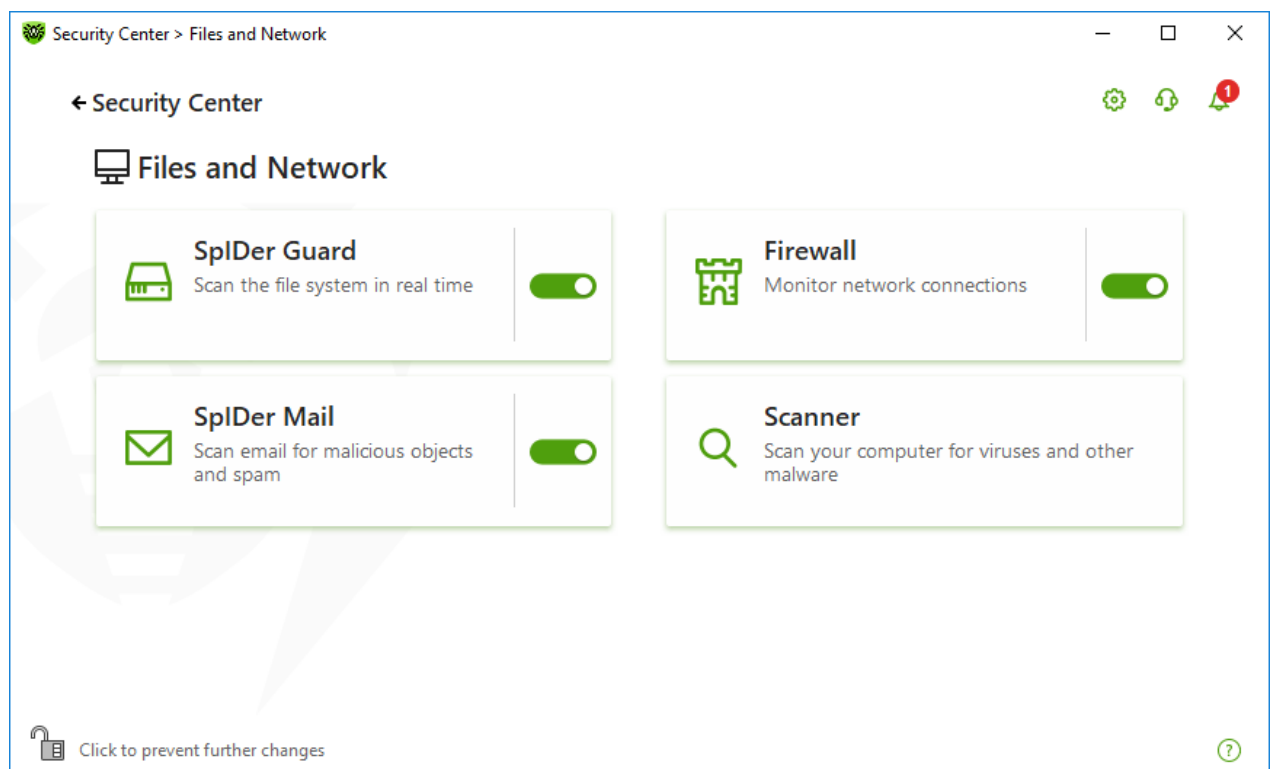 Security Center > Files and Network
Security Center
1
Files and Network
SpIDer Guard
Scan the file system in real time
Firewall
Monitor network connections
SpIDer Mail
Scan email for malicious objects
and spam
Scanner
Scan your computer for viruses and other
malware
Click to prevent further changes
?